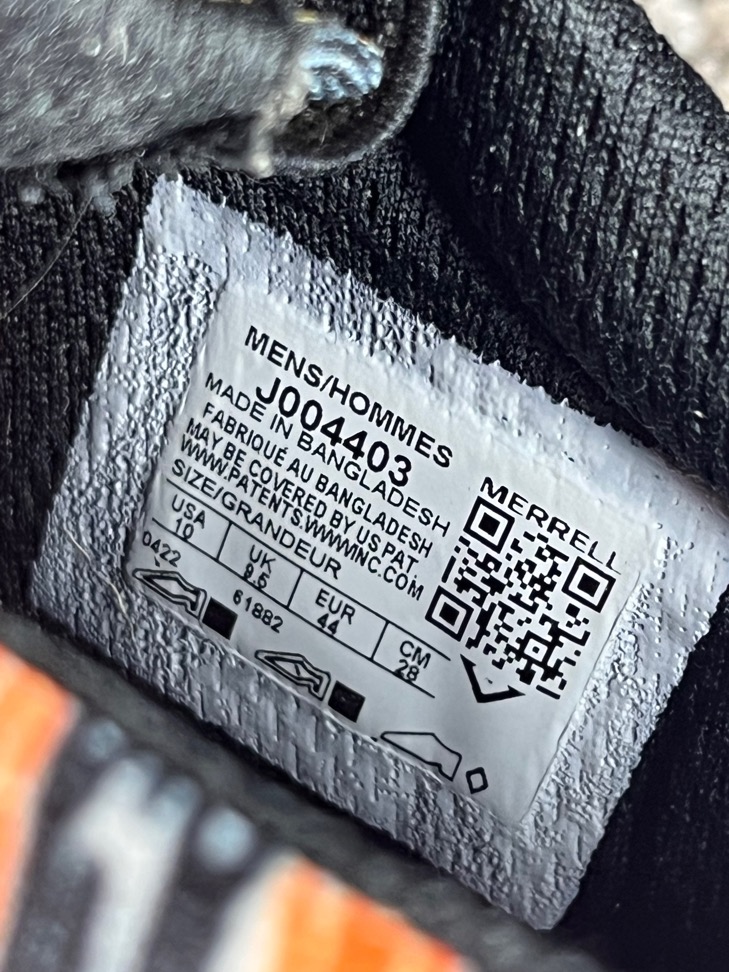 MENS/HOMMES
J004403
MADE IN BANGLADESH
FABRIQUÉ AU BANGLADESH
MAY BE COVERED BY US PAT
WWW.PATENTS.WWWINC.COM
SIZE/GRANDEUR
USA UK EUR CM
10 9.5 44 28
0422 61882
MERRELL